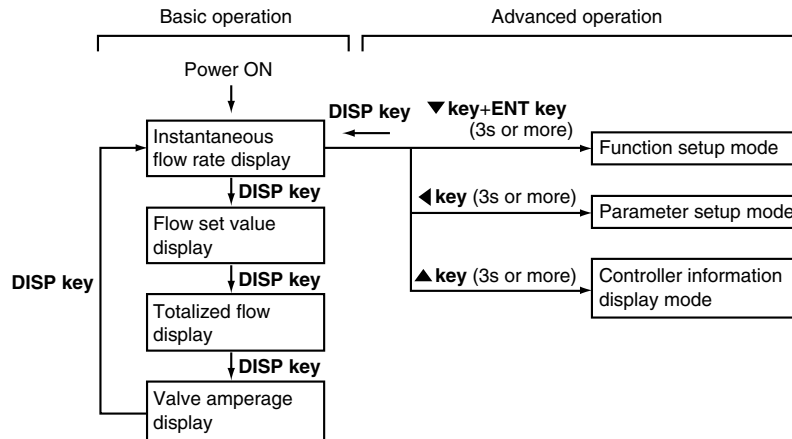 Basic operation
Advanced operation
Power ON
DISP key
▼ key+ENT key
(3s or more)
Instantaneous
flow rate display
Function setup mode
DISP key
◀ key (3s or more)
Parameter setup mode
Flow set value
display
DISP key
DISP key
▲ key (3s or more)
Controller information
display mode
Totalized flow
display
DISP key
Valve amperage
display